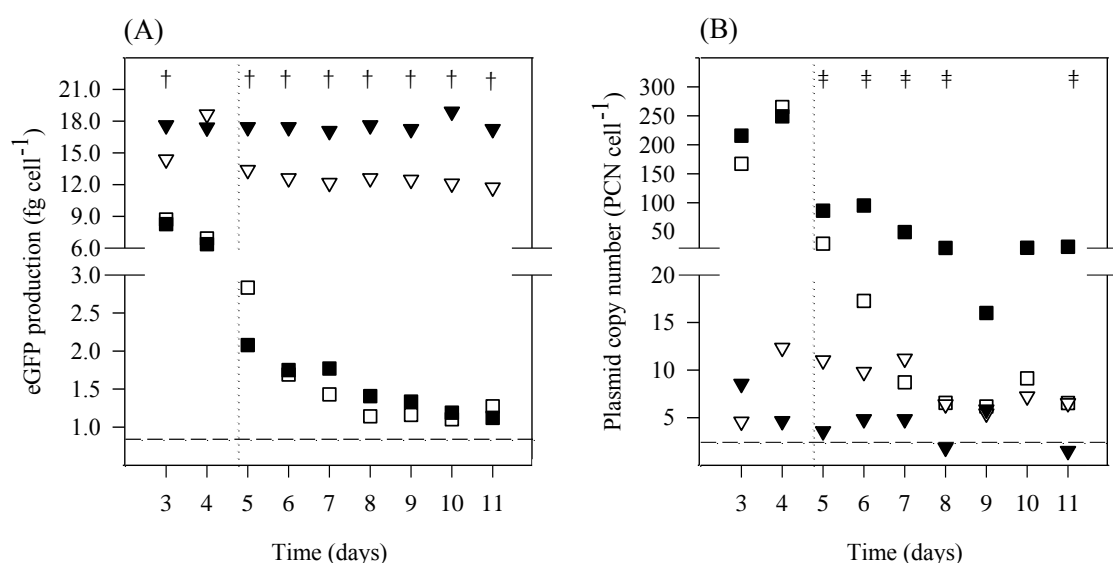 (A)
† † † † † † † †
21.0
18.0
15.0
12.0
9.0
6.0
3.0
2.5
2.0
1.5
1.0
eGFP production (fg cell⁻¹)
3 4 5 6 7 8 9 10 11
Time (days)
(B)
‡ ‡ ‡ ‡ ‡
300
250
200
150
100
50
20
15
10
5
Plasmid copy number (PCN cell⁻¹)
3 4 5 6 7 8 9 10 11
Time (days)